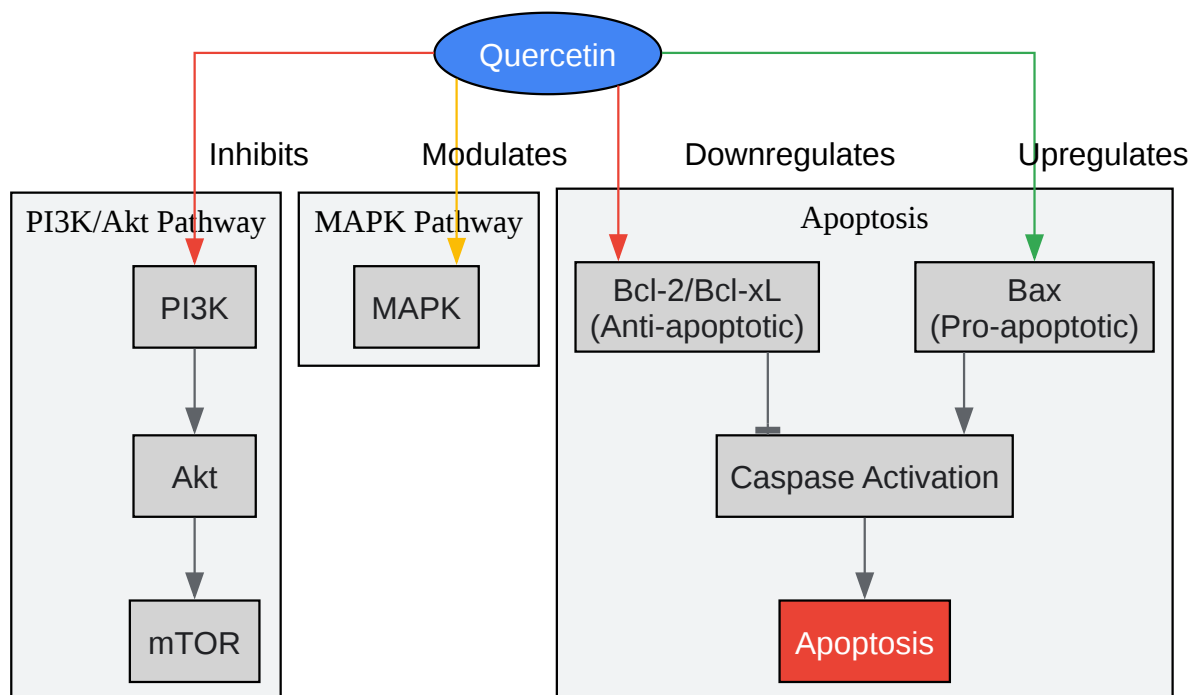 Quercetin
Inhibits
Modulates
Downregulates
Upregulates
PI3K/Akt Pathway
MAPK Pathway
Apoptosis
PI3K
MAPK
Bcl-2/Bcl-xL
(Anti-apoptotic)
Bax
(Pro-apoptotic)
Akt
Caspase Activation
mTOR
Apoptosis